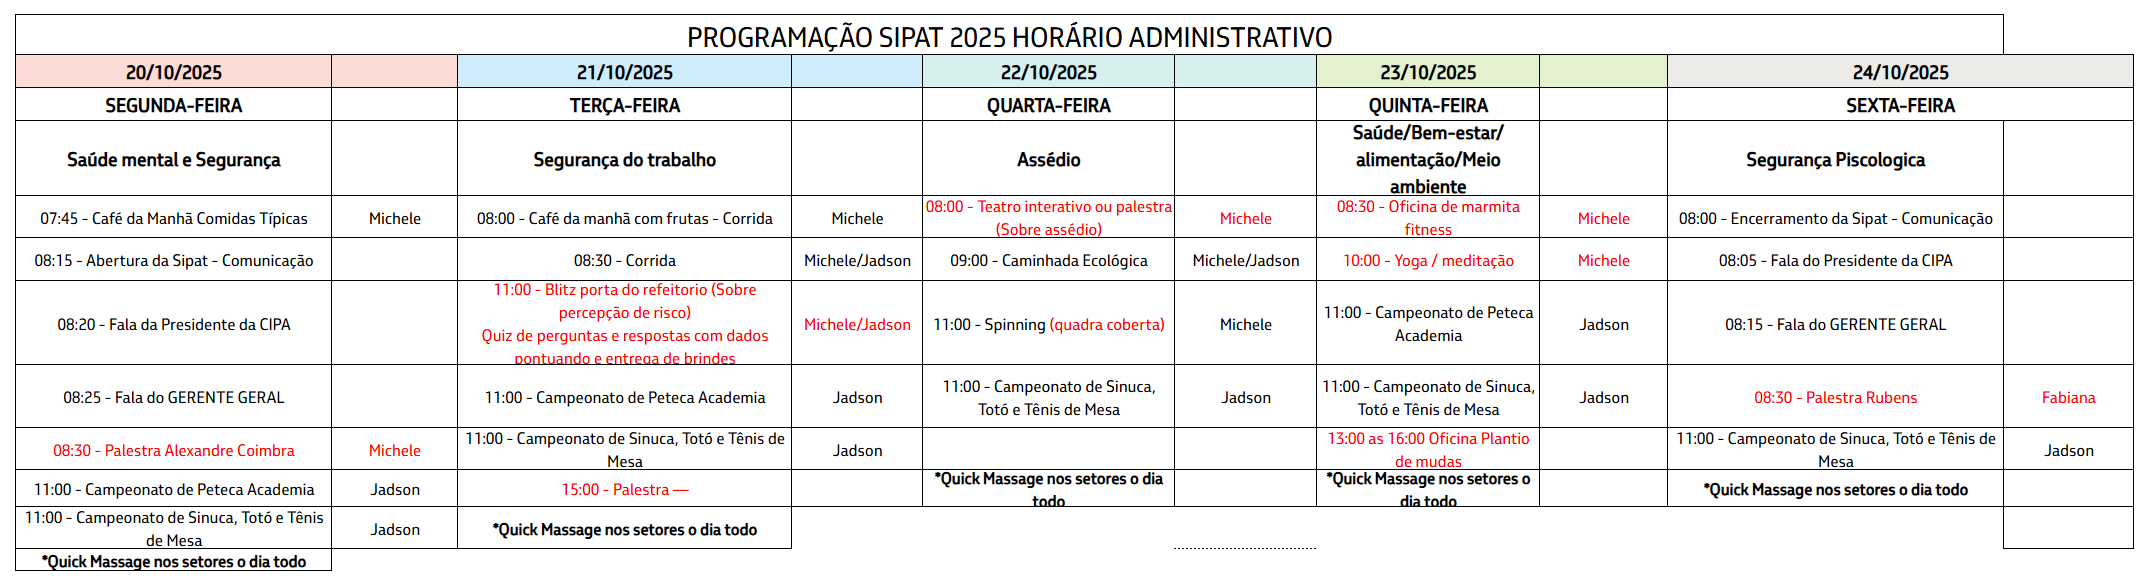 PROGRAMAÇÃO SIPAT 2025 HORÁRIO ADMINISTRATIVO
20/10/2025
21/10/2025
22/10/2025
23/10/2025
24/10/2025
SEGUNDA-FEIRA
TERÇA-FEIRA
QUARTA-FEIRA
QUINTA-FEIRA
SEXTA-FEIRA
Saúde mental e Segurança
Segurança do trabalho
Assédio
Saúde/Bem-estar/
alimentação/Meio
ambiente
Segurança Piscologica
07:45 - Café da Manhã Comidas Típicas
Michele
08:00 - Café da manhã com frutas - Corrida
Michele
08:00 - Teatro interativo ou palestra
(Sobre assédio)
Michele
08:30 - Oficina de marmita
fitness
Michele
08:00 - Encerramento da Sipat - Comunicação
08:15 - Abertura da Sipat - Comunicação
08:30 - Corrida
Michele/Jadson
09:00 - Caminhada Ecológica
Michele/Jadson
10:00 - Yoga / meditação
Michele
08:05 - Fala do Presidente da CIPA
08:20 - Fala da Presidente da CIPA
11:00 - Blitz porta do refeitorio (Sobre
percepção de risco)
Quiz de perguntas e respostas com dados
pontuando e entrega de brindes
Michele/Jadson
11:00 - Spinning (quadra coberta)
Michele
11:00 - Campeonato de Peteca
Academia
Jadson
08:15 - Fala do GERENTE GERAL
08:25 - Fala do GERENTE GERAL
11:00 - Campeonato de Peteca Academia
Jadson
11:00 - Campeonato de Sinuca,
Totó e Tênis de Mesa
Jadson
11:00 - Campeonato de Sinuca,
Totó e Tênis de Mesa
Jadson
08:30 - Palestra Rubens
Fabiana
08:30 - Palestra Alexandre Coimbra
Michele
11:00 - Campeonato de Sinuca, Totó e Tênis de
Mesa
Jadson
13:00 as 16:00 Oficina Plantio
de mudas
11:00 - Campeonato de Sinuca, Totó e Tênis de
Mesa
Jadson
11:00 - Campeonato de Peteca Academia
Jadson
15:00 - Palestra —
*Quick Massage nos setores o dia
todo
*Quick Massage nos setores o
dia todo
*Quick Massage nos setores o dia todo
11:00 - Campeonato de Sinuca, Totó e Tênis
de Mesa
Jadson
*Quick Massage nos setores o dia todo
*Quick Massage nos setores o dia todo